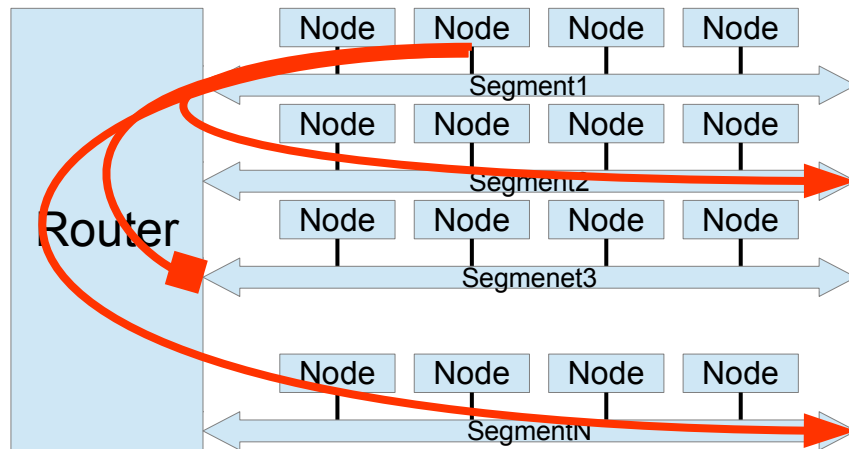 Node Node Node Node
Segment1
Node Node Node Node
Segment2
Node Node Node Node
Router
Segmenet3
Node Node Node Node
SegmentN